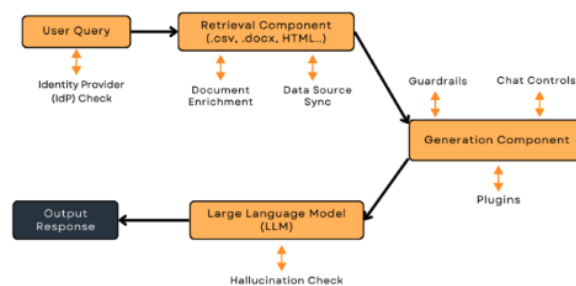 User Query
Retrieval Component
(.csv, .docx, HTML..)
Identity Provider
(IdP) Check
Document
Enrichment
Data Source
Sync
Guardrails
Chat Controls
Generation Component
Plugins
Output
Response
Large Language Model
(LLM)
Hallucination Check